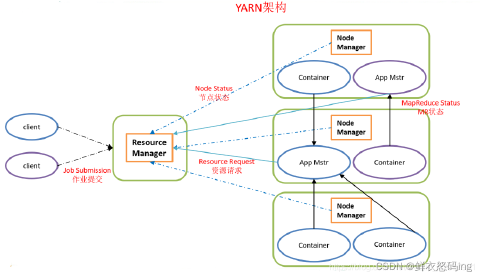 YARN架构
Node
Manager
Container
App Mstr
Node Status
节点状态
MapReduce Status
MR状态
client
client
Resource
Manager
Job Submission
作业提交
Resource Request
资源请求
Node
Manager
App Mstr
Container
Node
Manager
Container
Container
CSDN @鲜衣怒码ing